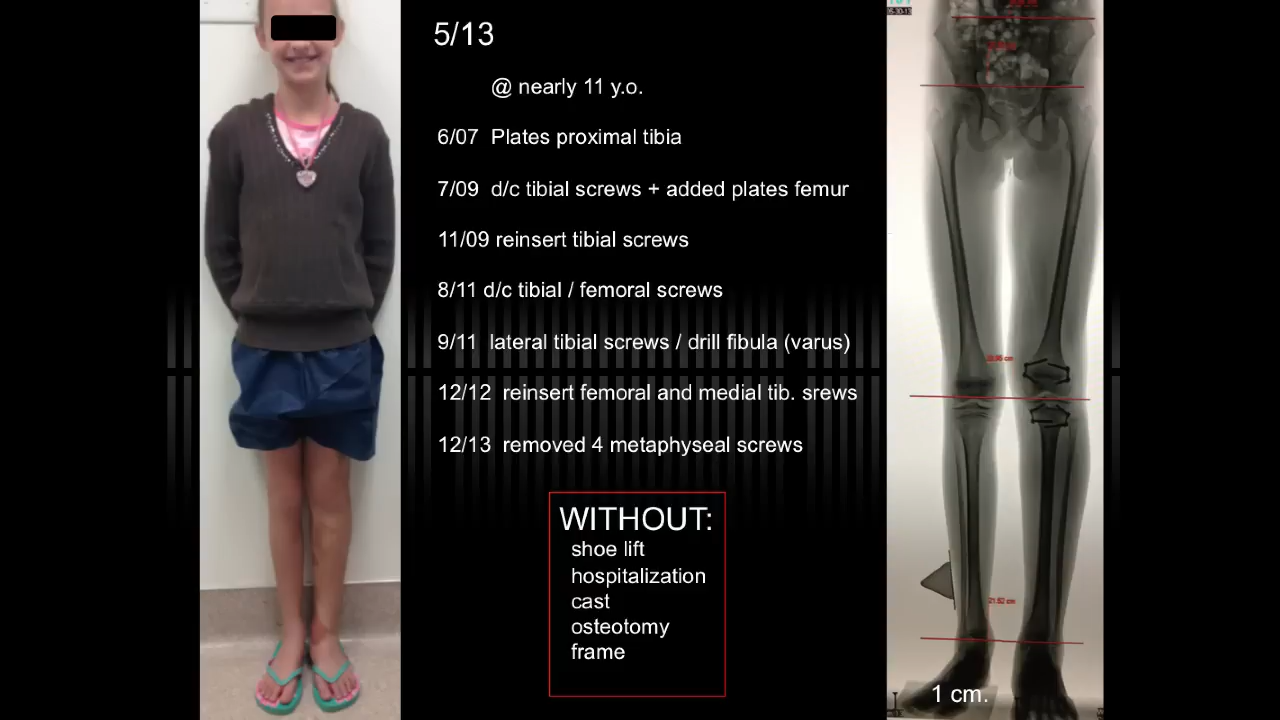 5/13
@ nearly 11 y.o.
6/07 Plates proximal tibia
7/09 d/c tibial screws + added plates femur
11/09 reinsert tibial screws
8/11 d/c tibial / femoral screws
9/11 lateral tibial screws / drill fibula (varus)
12/12 reinsert femoral and medial tib. srews
12/13 removed 4 metaphyseal screws
WITHOUT:
shoe lift
hospitalization
cast
osteotomy
frame
21.52 cm
1 cm.